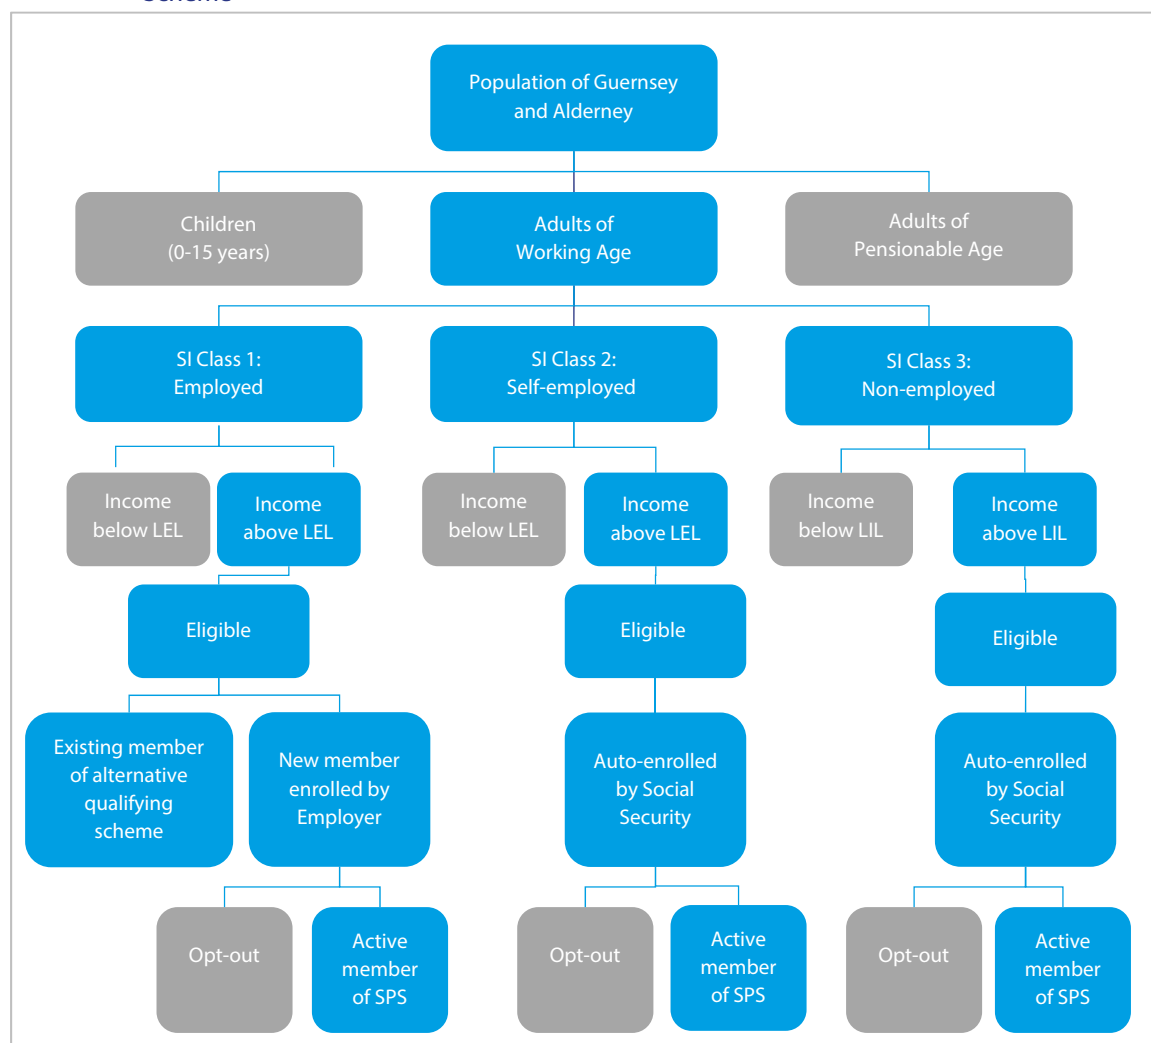 Scheme
Population of Guernsey
and Alderney
Children
(0-15 years)
Adults of
Working Age
Adults of
Pensionable Age
SI Class 1:
Employed
SI Class 2:
Self-employed
SI Class 3:
Non-employed
Income
below LEL
Income
above LEL
Income
below LEL
Income
above LEL
Income
below LIL
Income
above LIL
Eligible
Eligible
Eligible
Existing member
of alternative
qualifying
scheme
New member
enrolled by
Employer
Auto-enrolled
by Social
Security
Auto-enrolled
by Social
Security
Opt-out
Active
member
of SPS
Opt-out
Active
member
of SPS
Opt-out
Active
member
of SPS